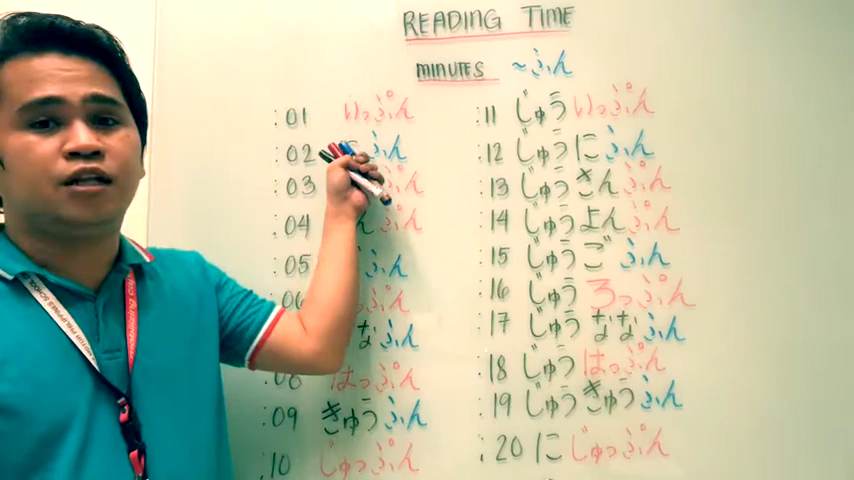 READING TIME
MINUTES ~ふん
:01 いっぷん
:02 に ふん
:03 ぷん
:04 ん ぷん
:05 ふん
:06 ぷん
なな ふん
:08 はっぷん
:09 きゅうふん
:10 じゅっぷん
:11 じゅういっぷん
:12 じゅうにふん
:13 じゅうさんぷん
:14 じゅうよんぷん
:15 じゅうごふん
:16 じゅうろっぷん
:17 じゅうななふん
:18 じゅうはっぷん
:19 じゅうきゅうふん
:20 にじゅっぷん